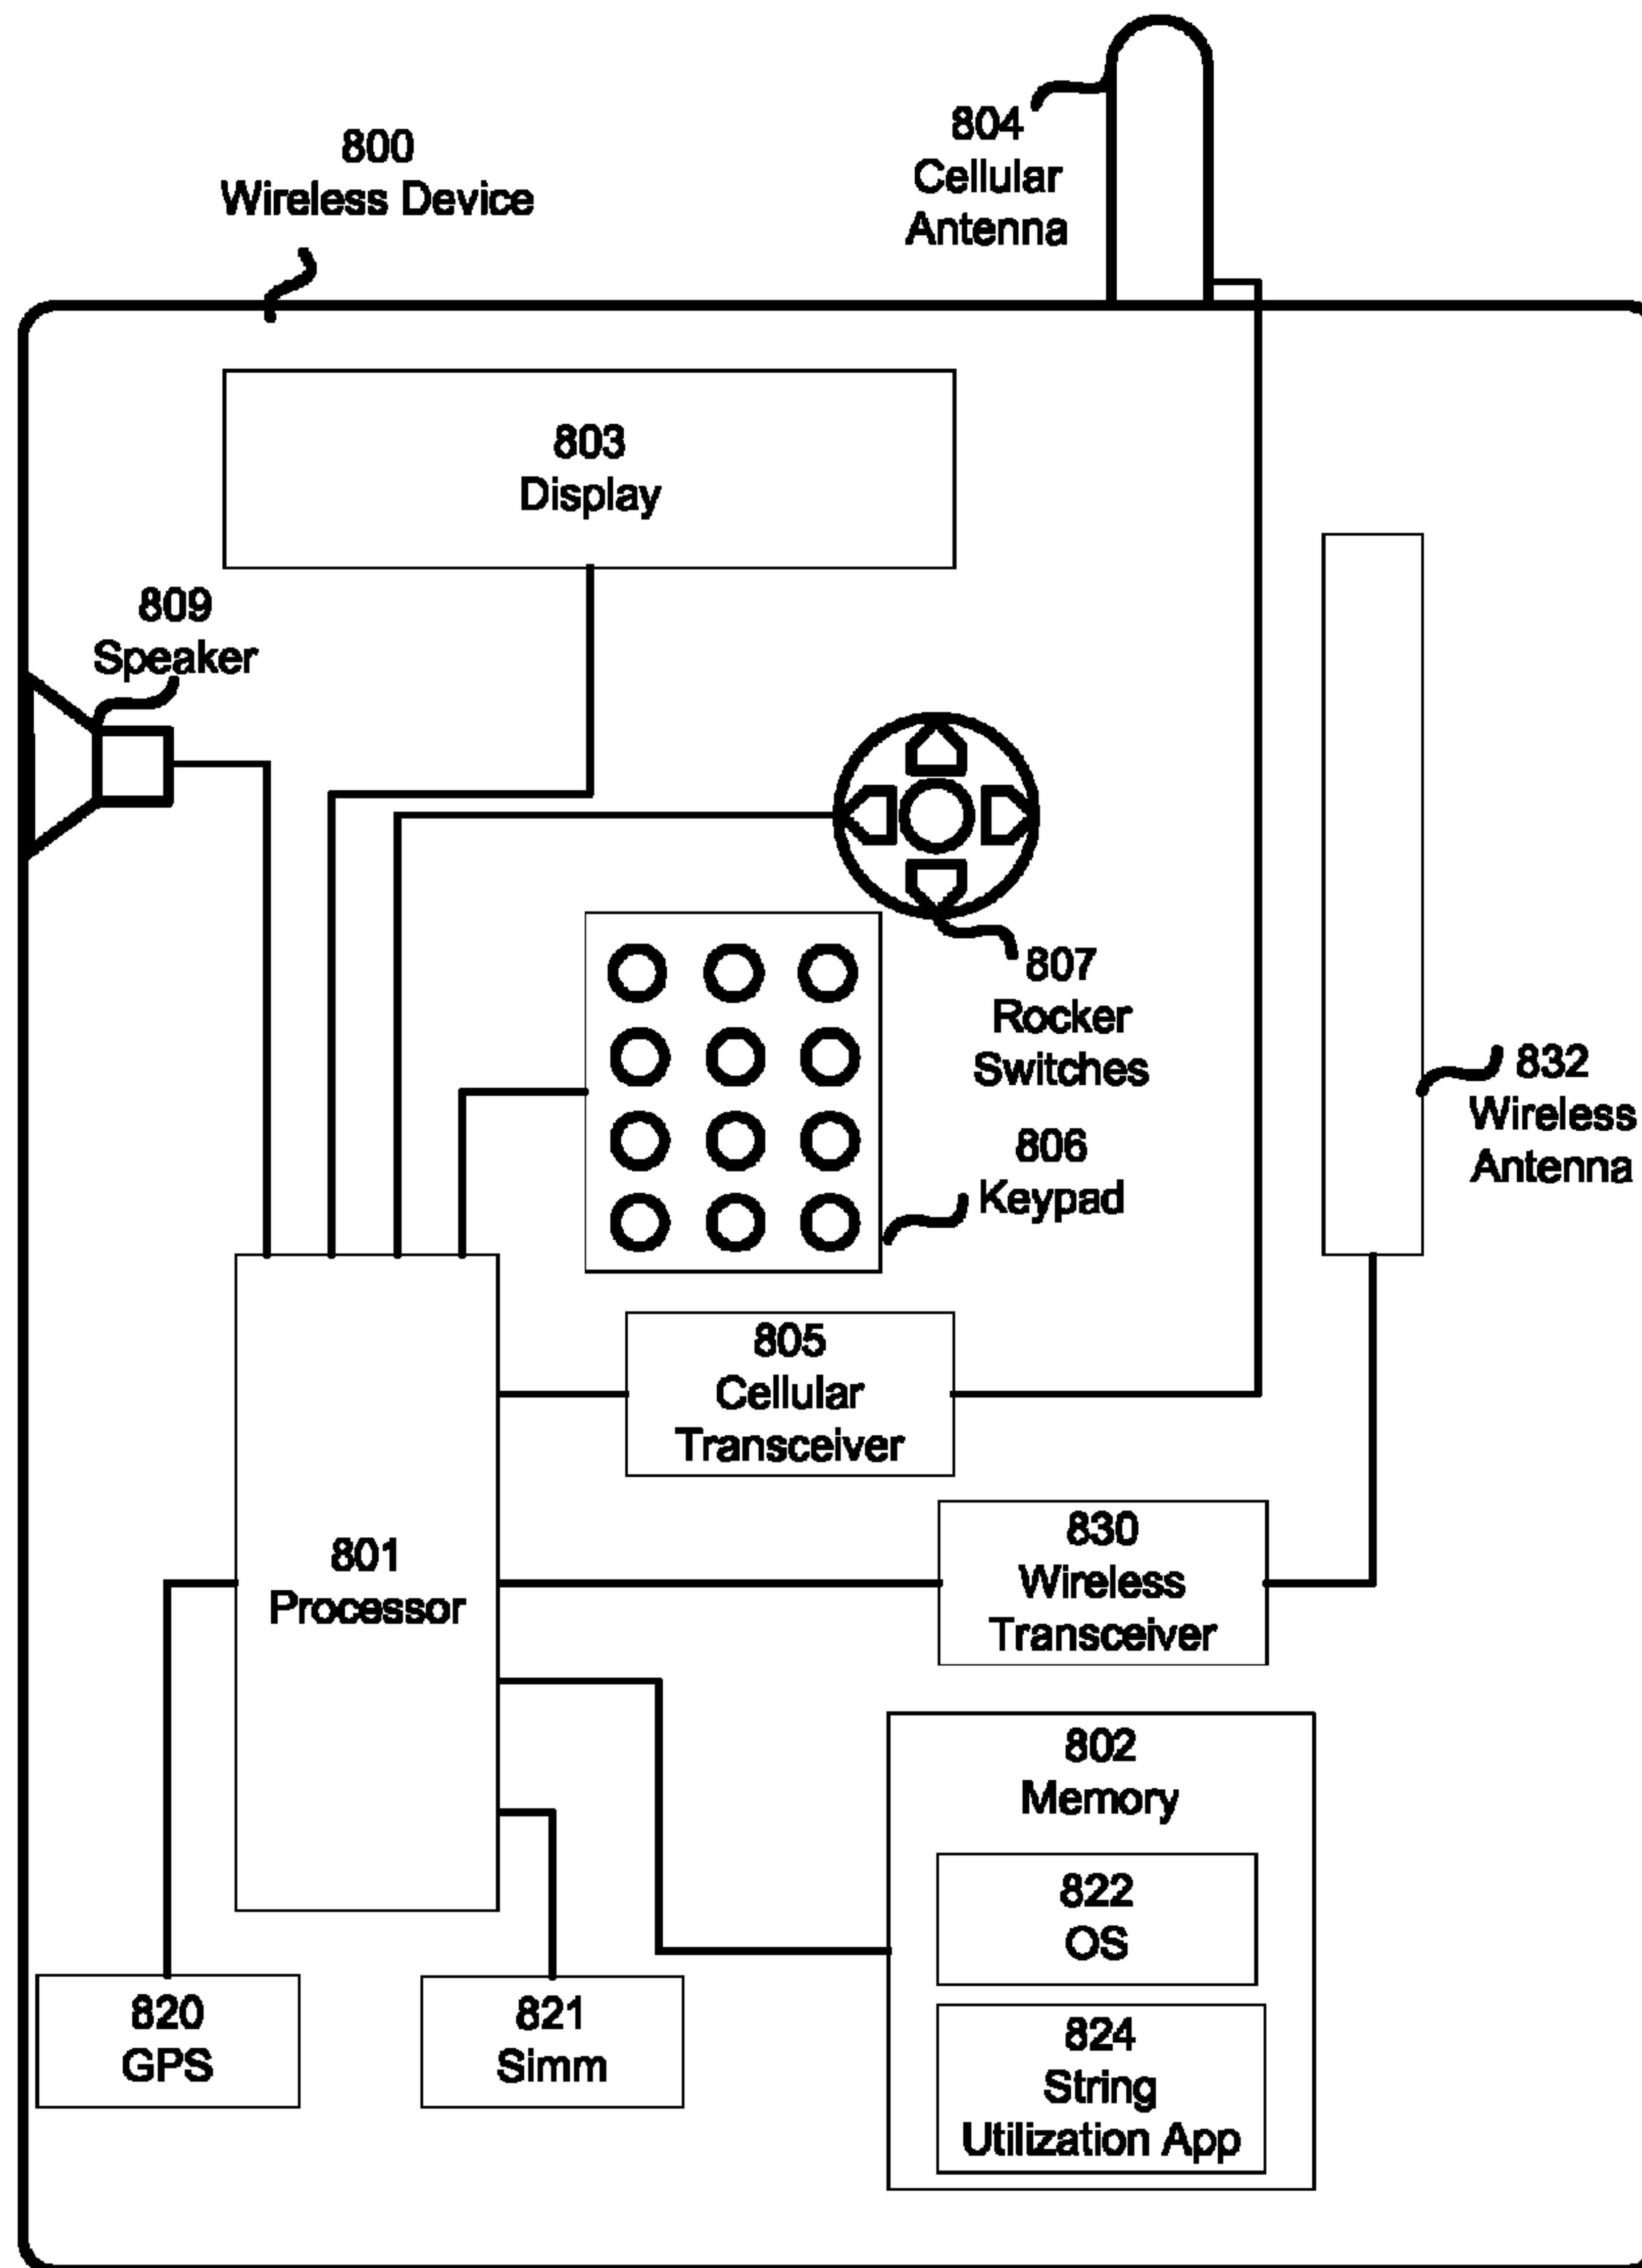 804
Cellular
Antenna
800
Wireless Device
803
Display
809
Speaker
807
Rocker
Switches
832
Wireless
Antenna
806
Keypad
805
Cellular
Transceiver
830
Wireless
Transceiver
801
Processor
802
Memory
822
OS
820
GPS
821
Simm
824
String
Utilization App